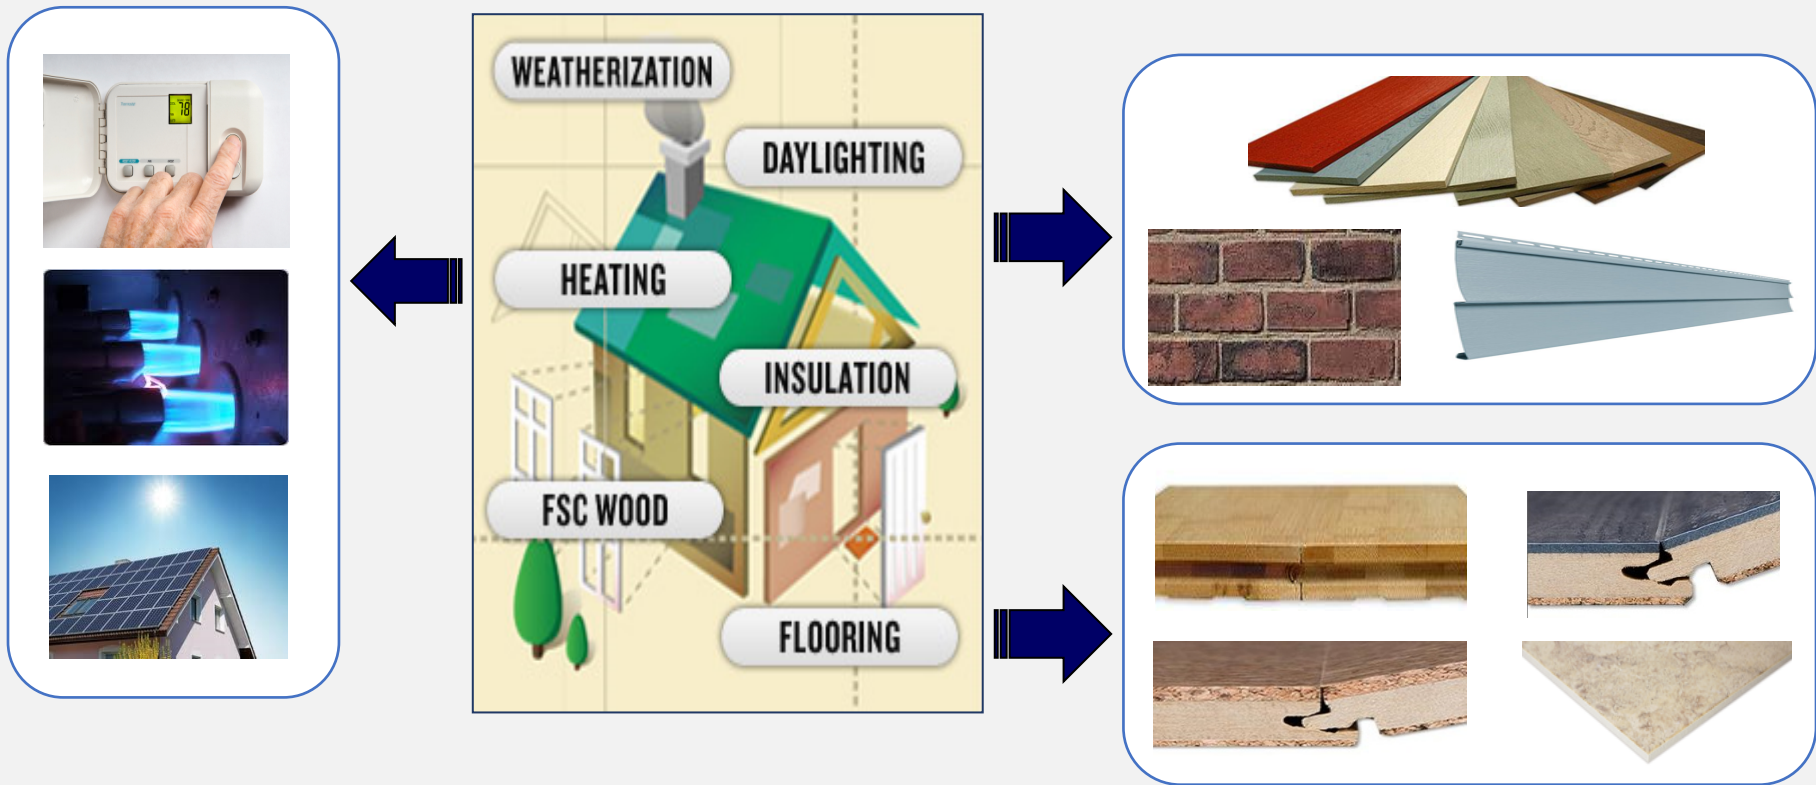 78
WEATHERIZATION
DAYLIGHTING
HEATING
INSULATION
FSC WOOD
FLOORING